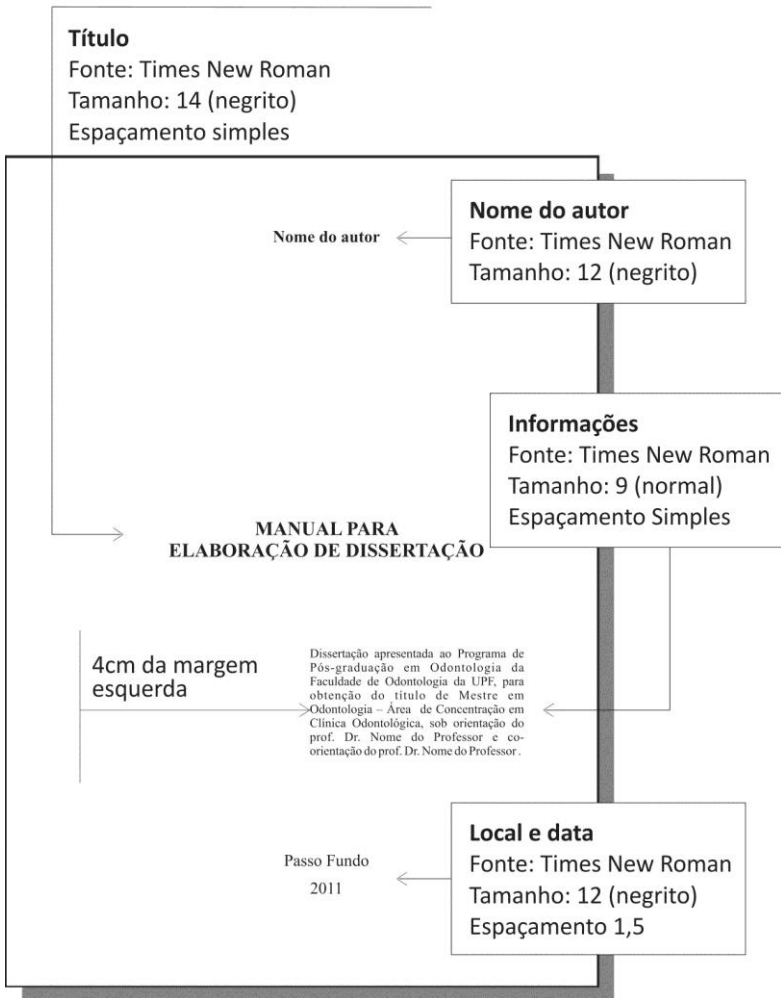 Título
Fonte: Times New Roman
Tamanho: 14 (negrito)
Espaçamento simples
Nome do autor
Nome do autor
Fonte: Times New Roman
Tamanho: 12 (negrito)
Informações
Fonte: Times New Roman
Tamanho: 9 (normal)
Espaçamento Simples
MANUAL PARA
ELABORAÇÃO DE DISSERTAÇÃO
4cm da margem
esquerda
Dissertação apresentada ao Programa de
Pós-graduação em Odontologia da
Faculdade de Odontologia da UPF, para
obtenção do título de Mestre em
Odontologia – Área de Concentração em
Clínica Odontológica, sob orientação do
prof. Dr. Nome do Professor e co-
orientação do prof. Dr. Nome do Professor .
Passo Fundo
2011
Local e data
Fonte: Times New Roman
Tamanho: 12 (negrito)
Espaçamento 1,5